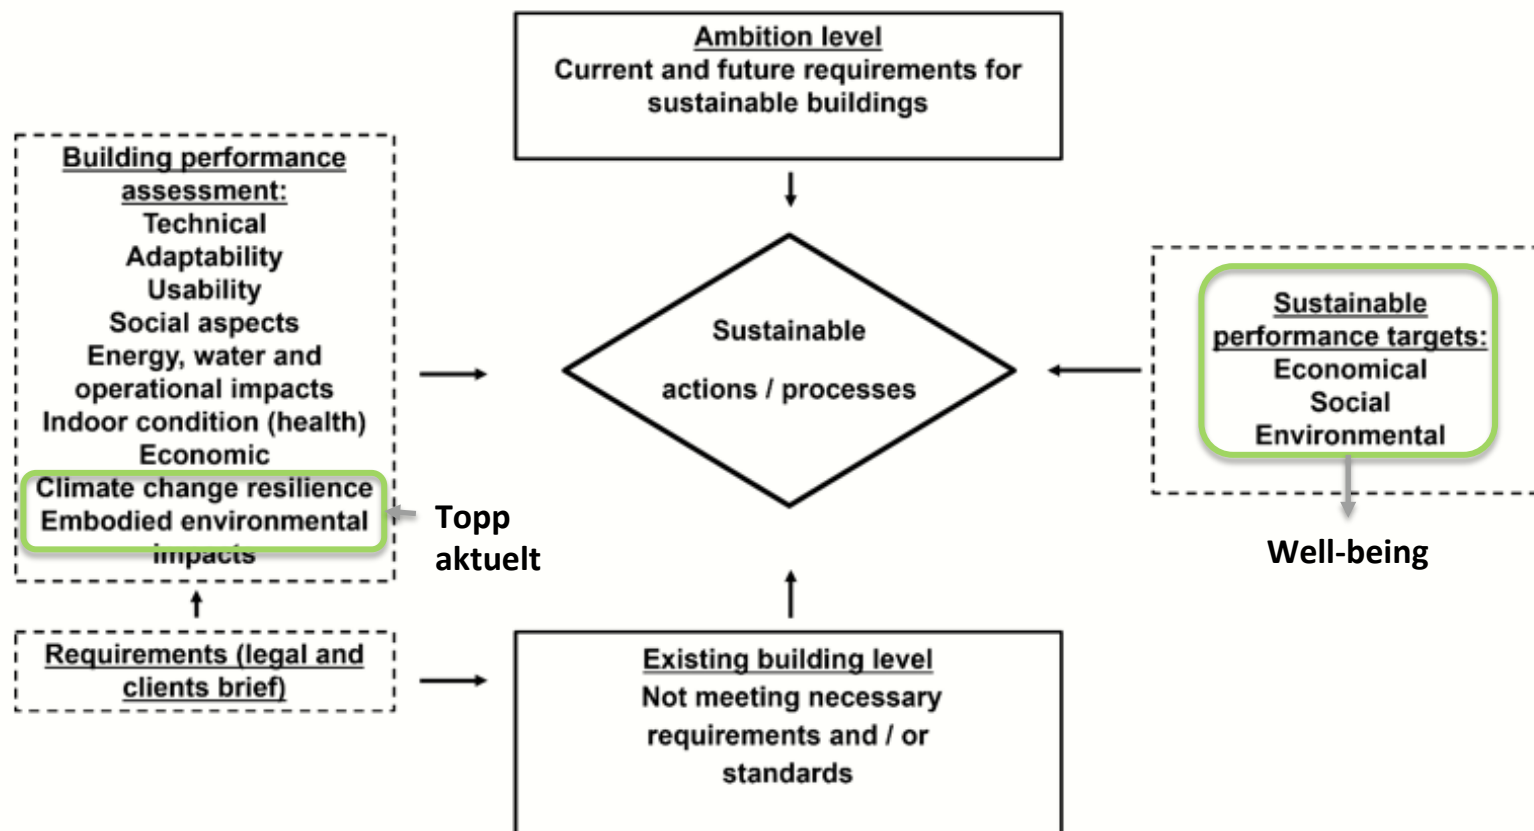 Ambition level
Current and future requirements for
sustainable buildings
Building performance
assessment:
Technical
Adaptability
Usability
Social aspects
Energy, water and
operational impacts
Indoor condition (health)
Economic
Climate change resilience
Embodied environmental
impacts
Topp
aktuelt
Sustainable
actions / processes
Sustainable
performance targets:
Economical
Social
Environmental
Well-being
Requirements (legal and
clients brief)
Existing building level
Not meeting necessary
requirements and / or
standards